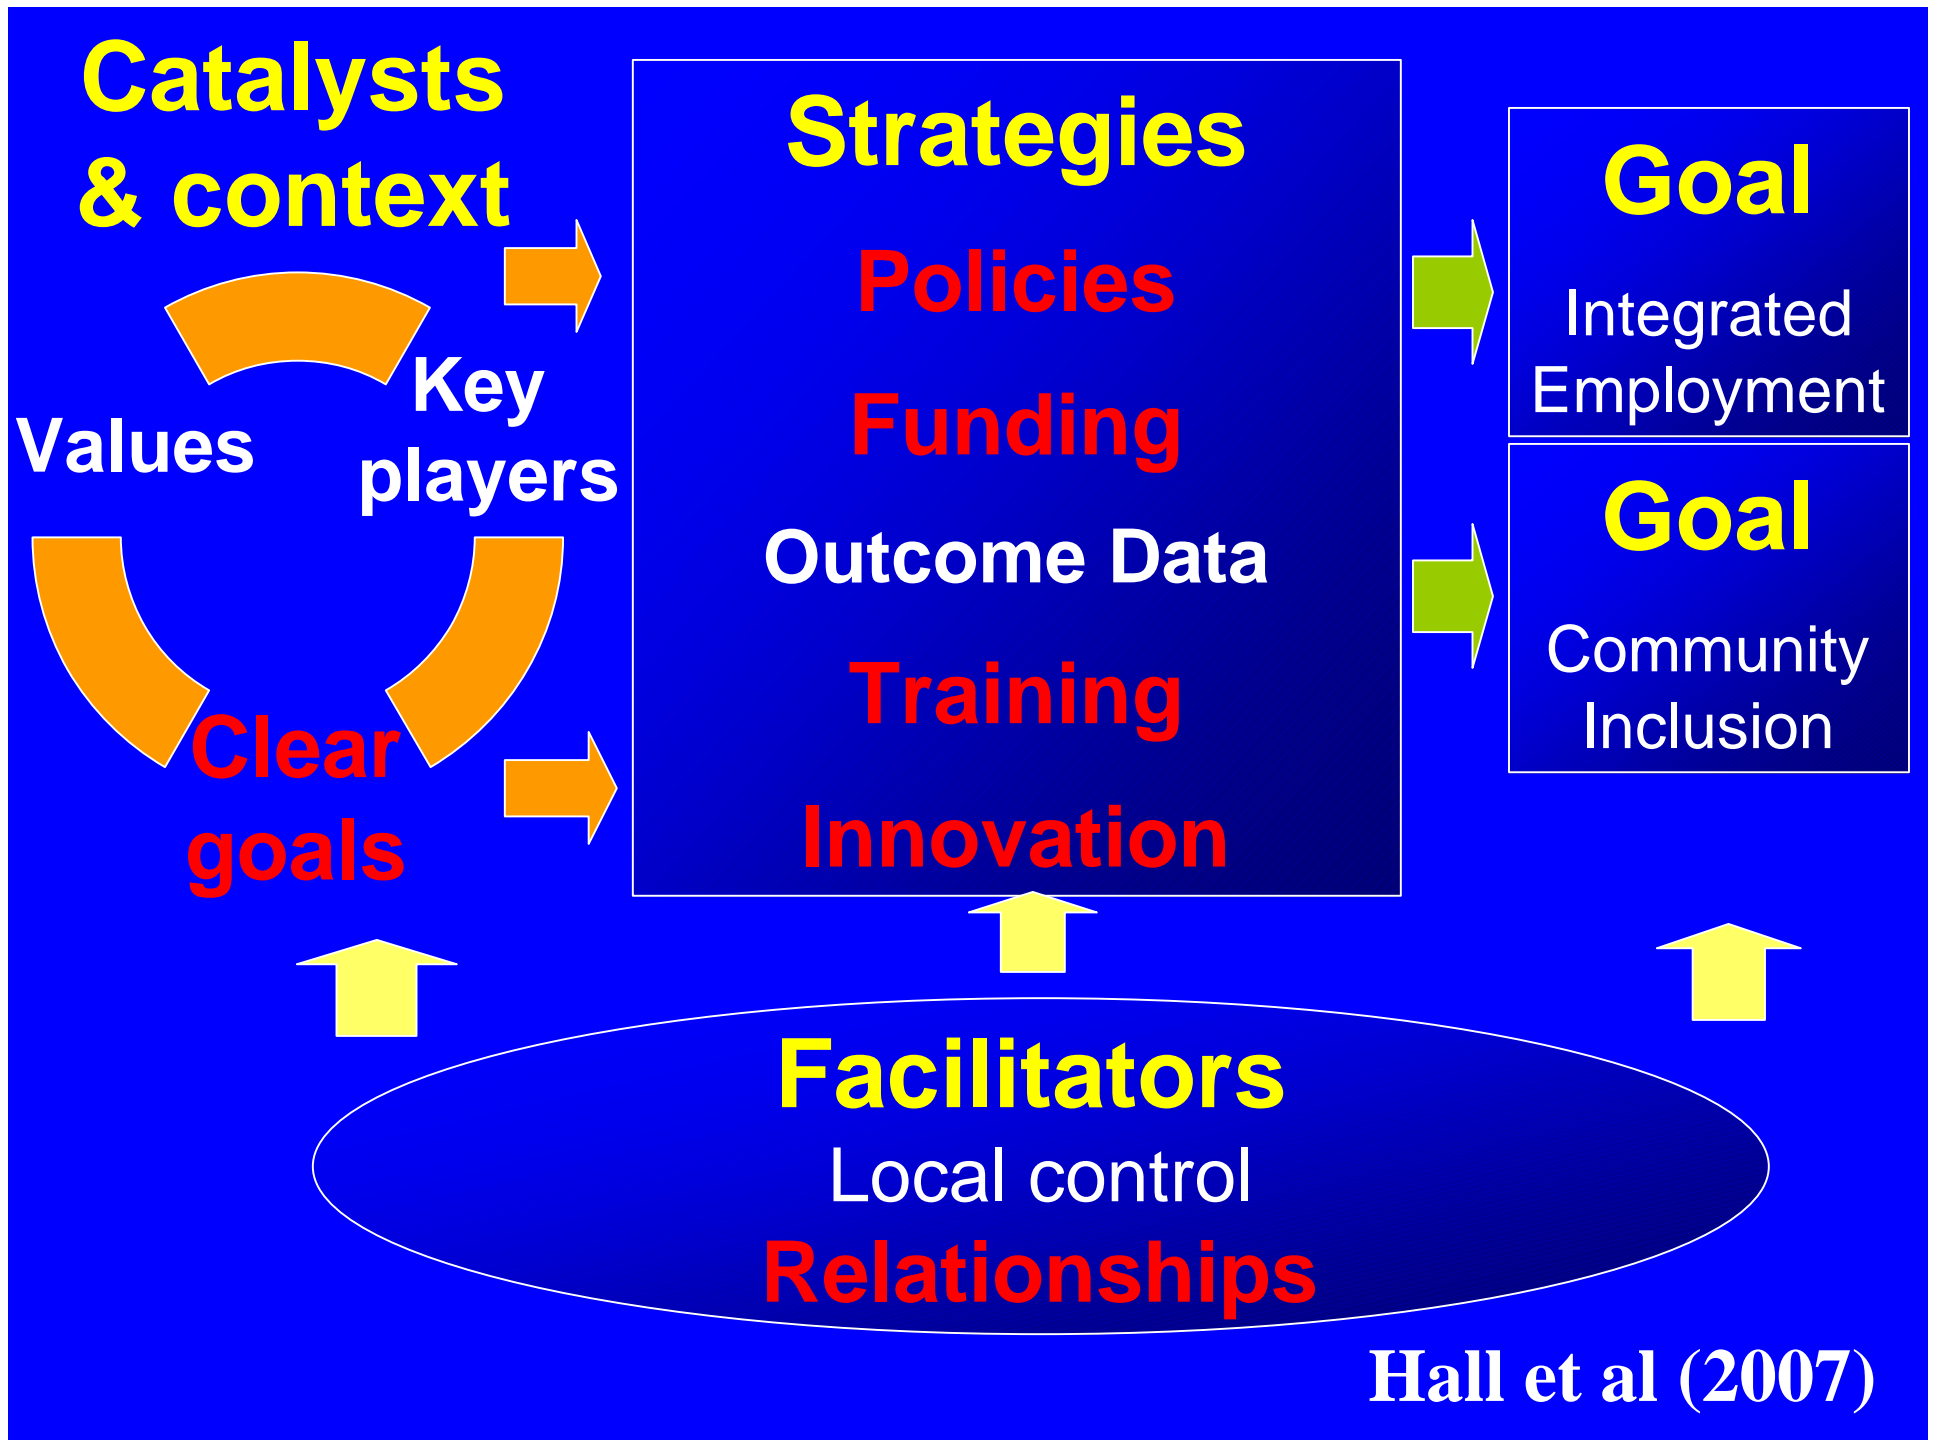 Catalysts
& context
Values
Key
players
Clear
goals
Strategies
Policies
Funding
Outcome Data
Training
Innovation
Goal
Integrated
Employment
Goal
Community
Inclusion
Facilitators
Local control
Relationships
Hall et al (2007)